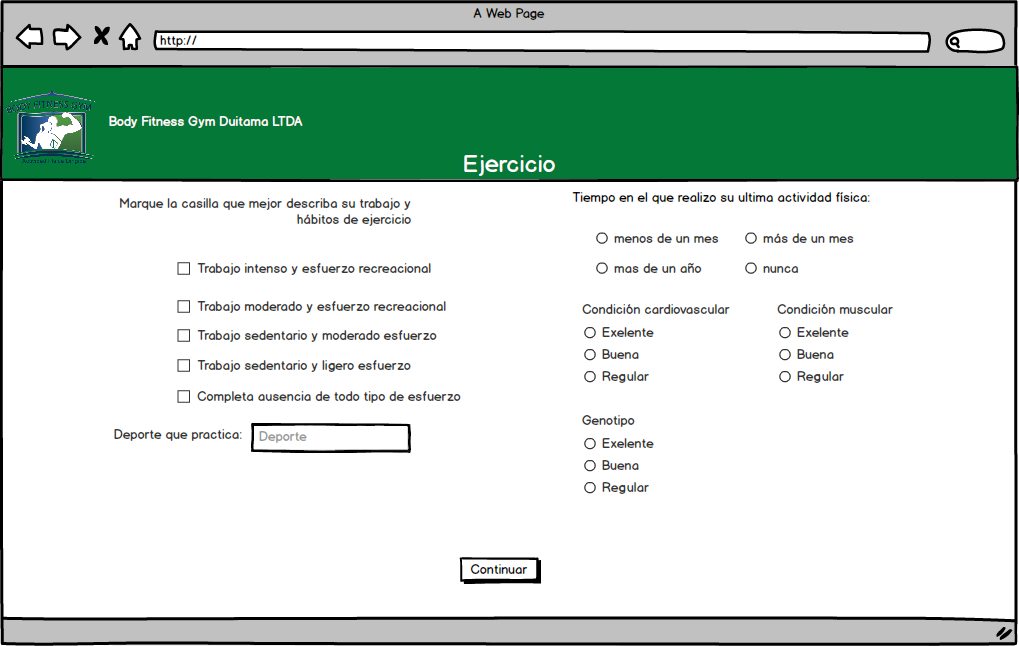 A Web Page
http://
BODY FITNESS GYM
Body Fitness Gym Duitama LTDA
Ejercicio
Marque la casilla que mejor describa su trabajo y
hábitos de ejercicio
Trabajo intenso y esfuerzo recreacional
Trabajo moderado y esfuerzo recreacional
Trabajo sedentario y moderado esfuerzo
Trabajo sedentario y ligero esfuerzo
Completa ausencia de todo tipo de esfuerzo
Deporte que practica: Deporte
Tiempo en el que realizo su ultima actividad física:
menos de un mes más de un mes
mas de un año nunca
Condición cardiovascular Condición muscular
Exelente Exelente
Buena Buena
Regular Regular
Genotipo
Exelente
Buena
Regular
Continuar